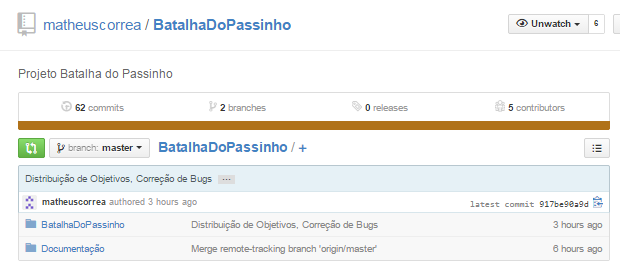 matheuscorrea / BatalhaDoPassinho
Unwatch 6
Projeto Batalha do Passinho
62 commits 2 branches 0 releases 5 contributors
branch: master BatalhaDoPassinho / +
Distribuição de Objetivos, Correção de Bugs ...
matheuscorrea authored 3 hours ago latest commit 917be90a9d
BatalhaDoPassinho Distribuição de Objetivos, Correção de Bugs 3 hours ago
Documentação Merge remote-tracking branch 'origin/master' 6 hours ago